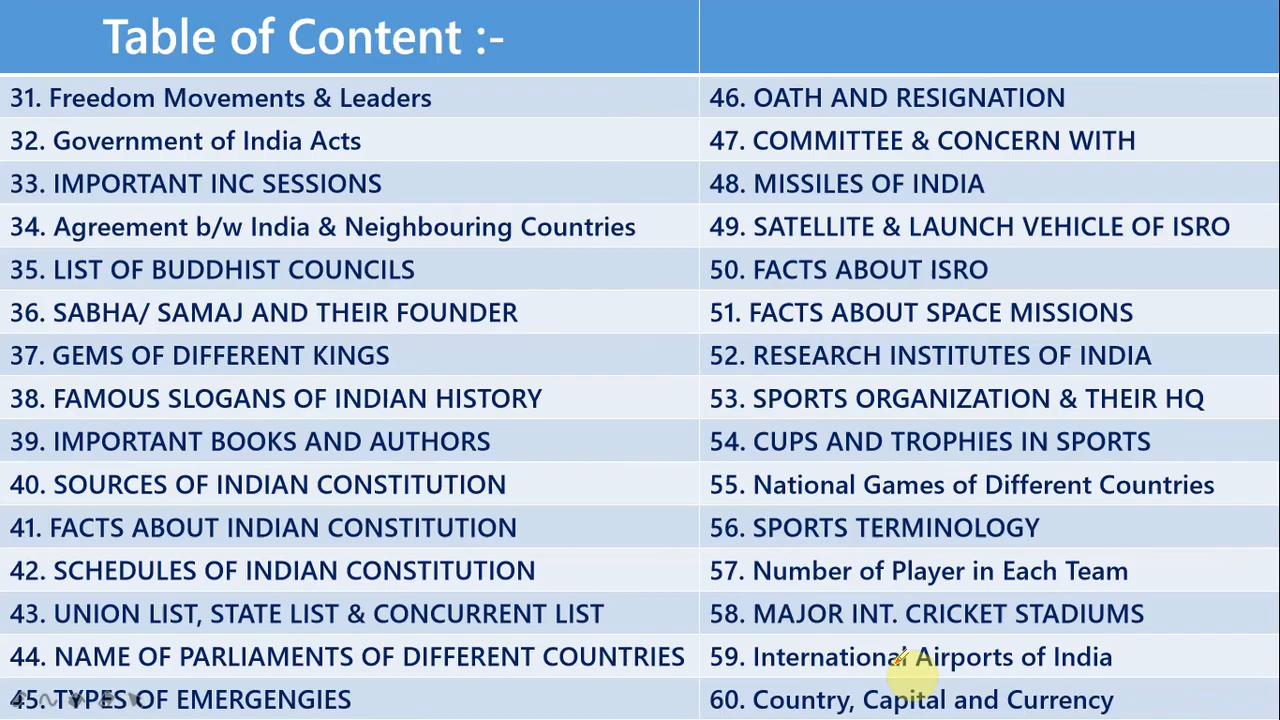 Table of Content :-
31. Freedom Movements & Leaders
32. Government of India Acts
33. IMPORTANT INC SESSIONS
34. Agreement b/w India & Neighbouring Countries
35. LIST OF BUDDHIST COUNCILS
36. SABHA/ SAMAJ AND THEIR FOUNDER
37. GEMS OF DIFFERENT KINGS
38. FAMOUS SLOGANS OF INDIAN HISTORY
39. IMPORTANT BOOKS AND AUTHORS
40. SOURCES OF INDIAN CONSTITUTION
41. FACTS ABOUT INDIAN CONSTITUTION
42. SCHEDULES OF INDIAN CONSTITUTION
43. UNION LIST, STATE LIST & CONCURRENT LIST
44. NAME OF PARLIAMENTS OF DIFFERENT COUNTRIES
45. TYPES OF EMERGENGIES
46. OATH AND RESIGNATION
47. COMMITTEE & CONCERN WITH
48. MISSILES OF INDIA
49. SATELLITE & LAUNCH VEHICLE OF ISRO
50. FACTS ABOUT ISRO
51. FACTS ABOUT SPACE MISSIONS
52. RESEARCH INSTITUTES OF INDIA
53. SPORTS ORGANIZATION & THEIR HQ
54. CUPS AND TROPHIES IN SPORTS
55. National Games of Different Countries
56. SPORTS TERMINOLOGY
57. Number of Player in Each Team
58. MAJOR INT. CRICKET STADIUMS
59. International Airports of India
60. Country, Capital and Currency